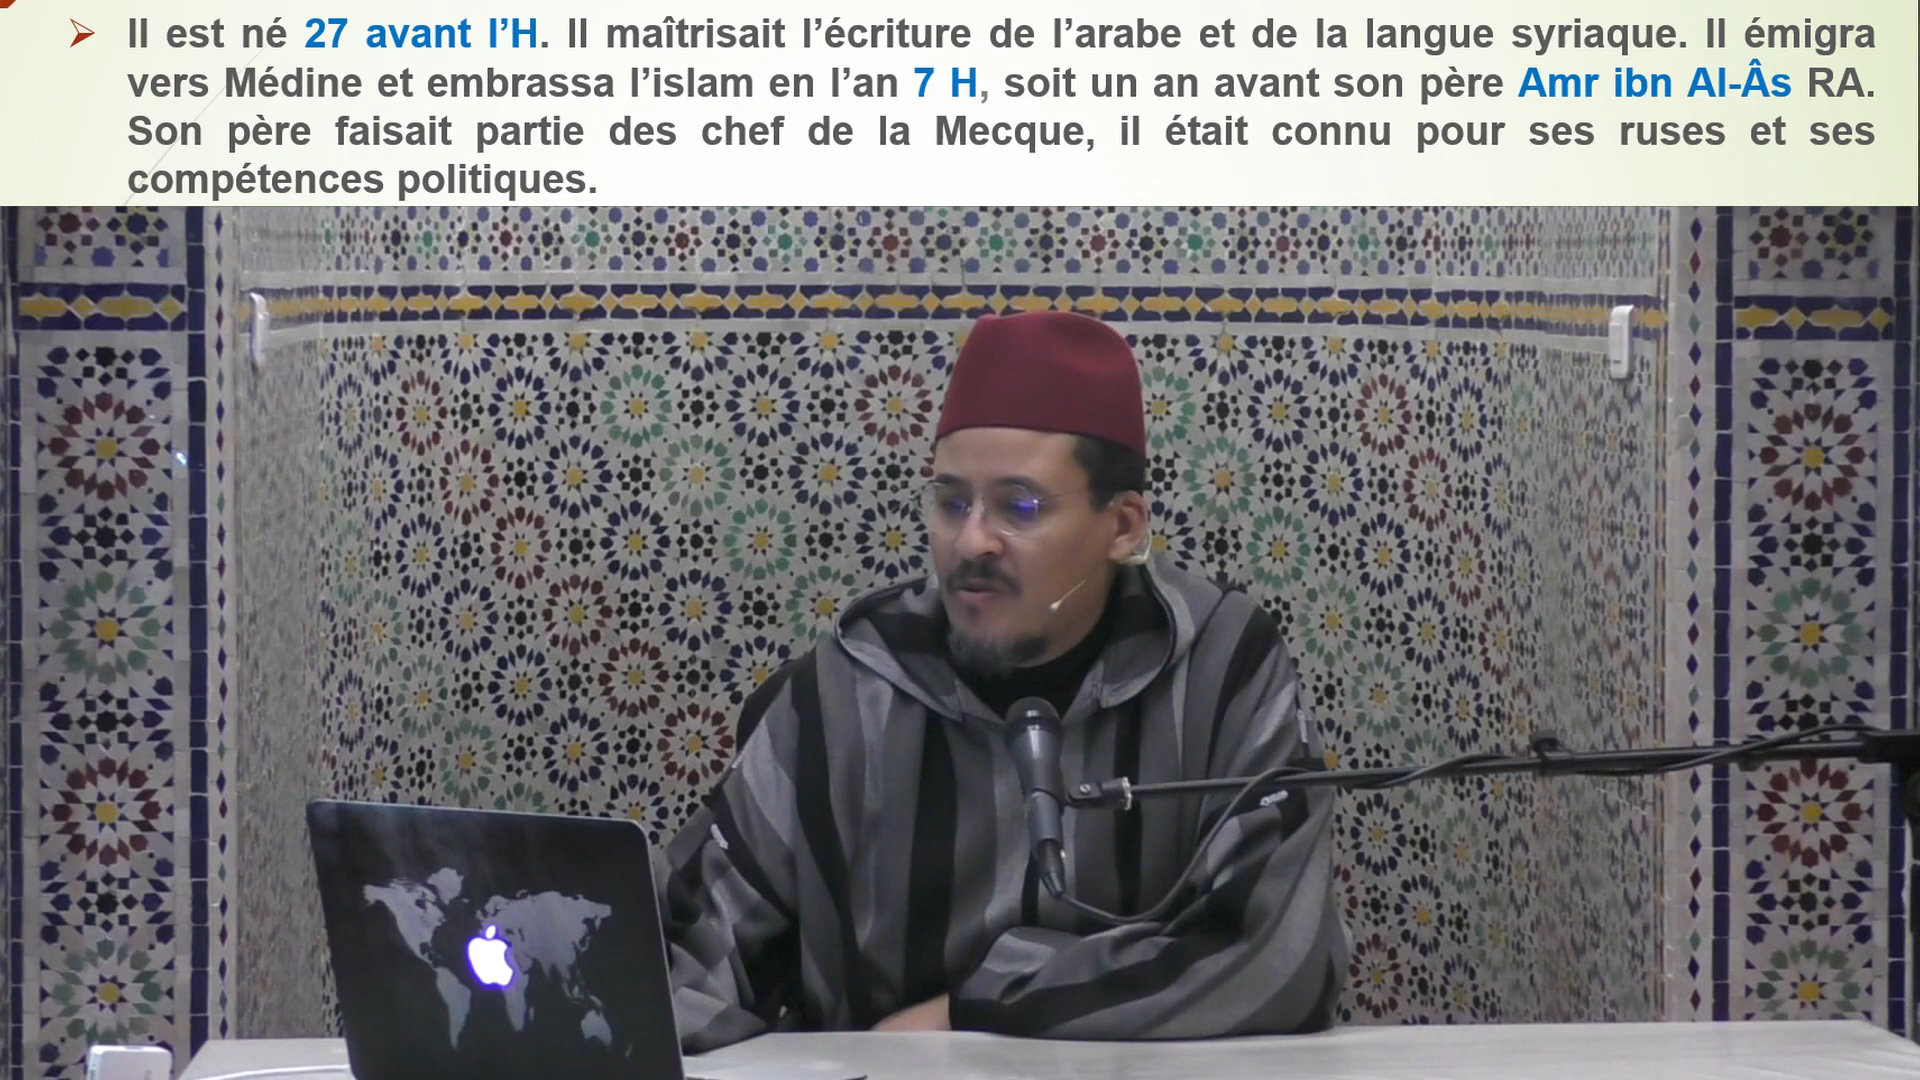 Il est né 27 avant l’H. Il maîtrisait l’écriture de l’arabe et de la langue syriaque. Il émigra
vers Médine et embrassa l’islam en l’an 7 H, soit un an avant son père Amr ibn Al-Âs RA.
Son père faisait partie des chef de la Mecque, il était connu pour ses ruses et ses
compétences politiques.